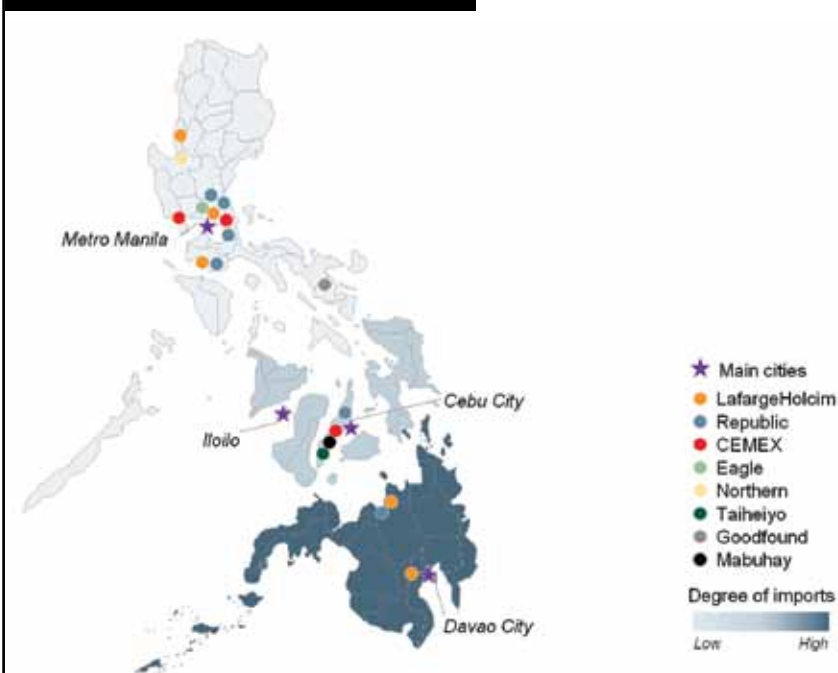 Metro Manila
Iloilo
Cebu City
Davao City
Main cities
LafargeHolcim
Republic
CEMEX
Eagle
Northern
Taiheiyo
Goodfound
Mabuhay
Degree of imports
Low
High